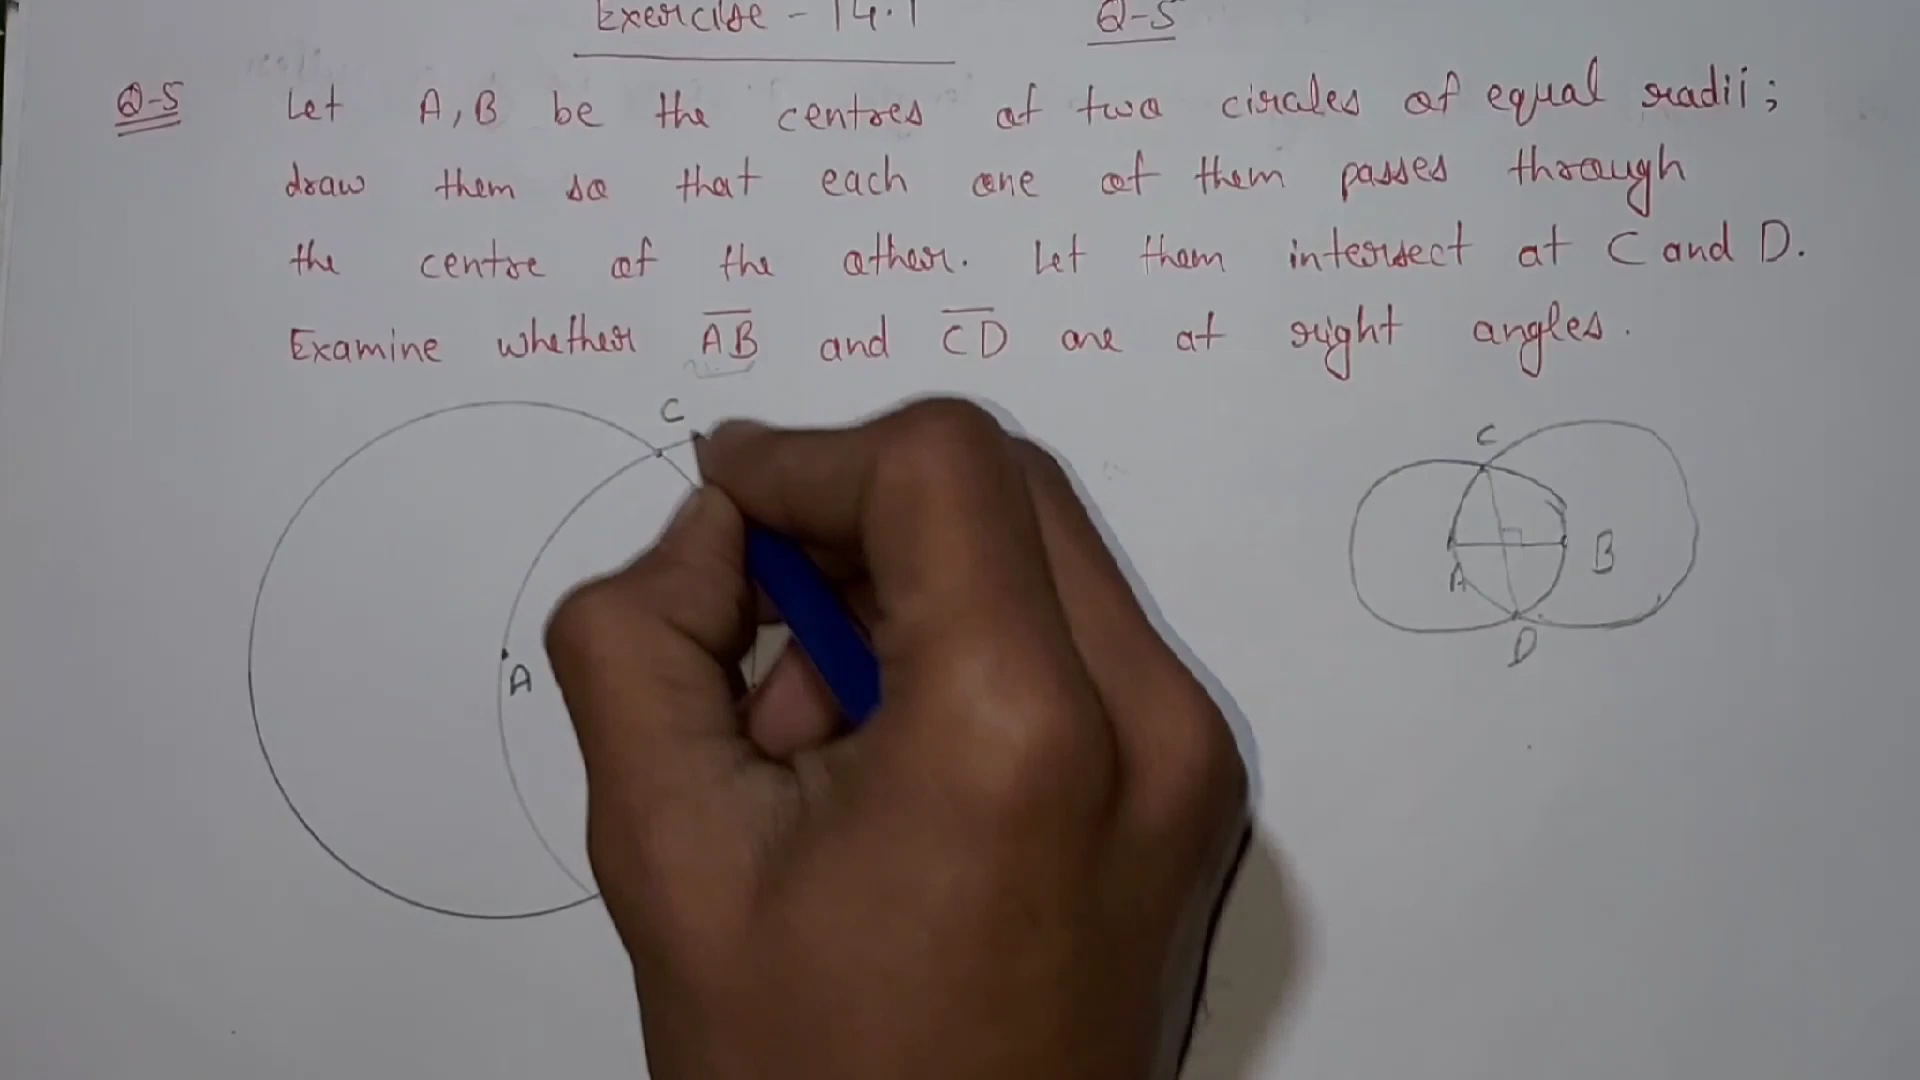 Exercise - 14.1 Q-5
Q-5 Let A, B be the centres of two circles of equal radii;
draw them so that each one of them passes through
the centre of the other. Let them intersect at C and D.
Examine whether AB and CD are at right angles.
C
C
B
A
D
A